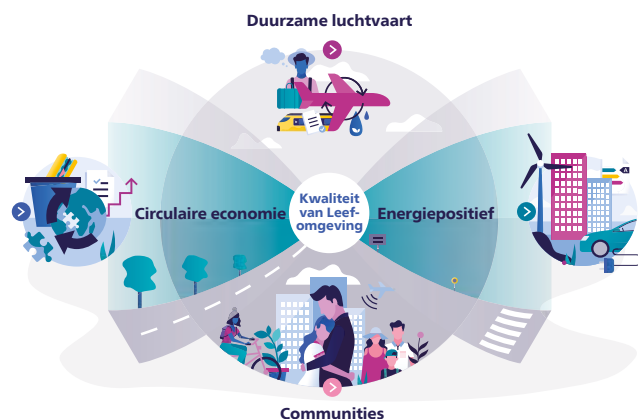 Duurzame luchtvaart
Circulaire economie
Kwaliteit
van Leef-
omgeving
Energiepositief
A
Communities